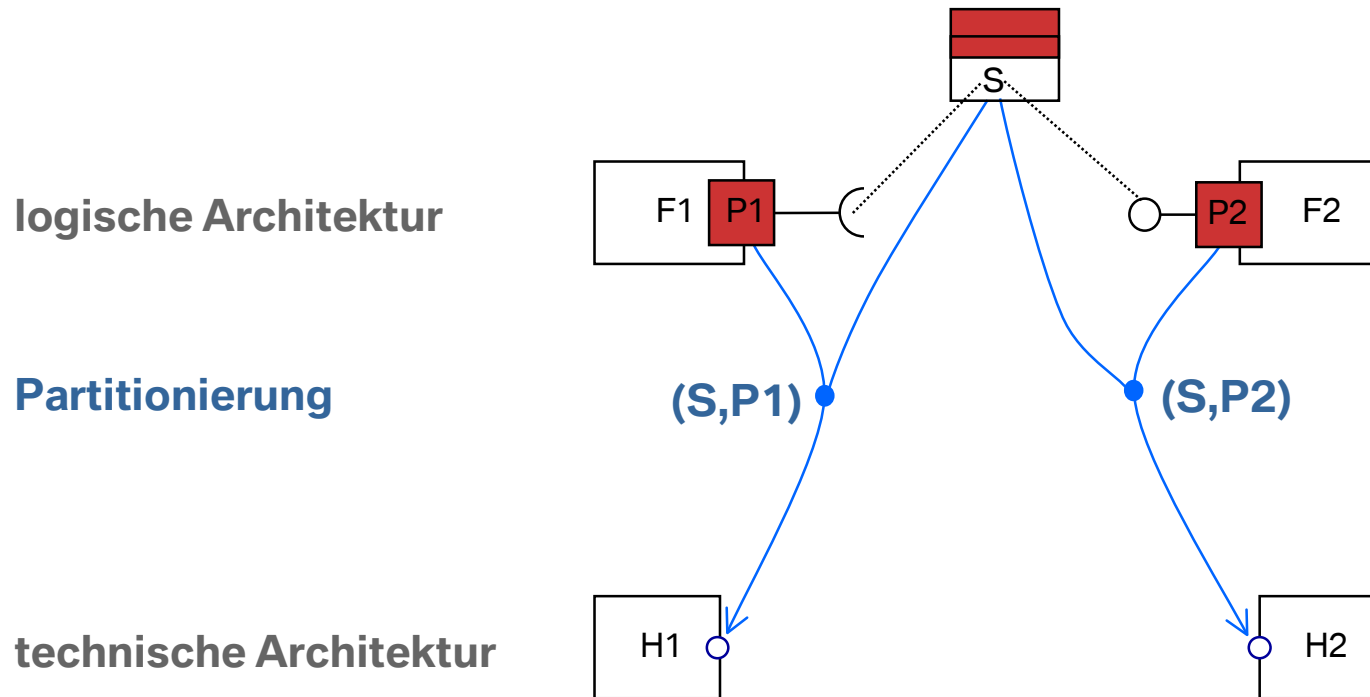 S
logische Architektur
F1 P1 P2 F2
Partitionierung
(S,P1) (S,P2)
technische Architektur
H1 H2